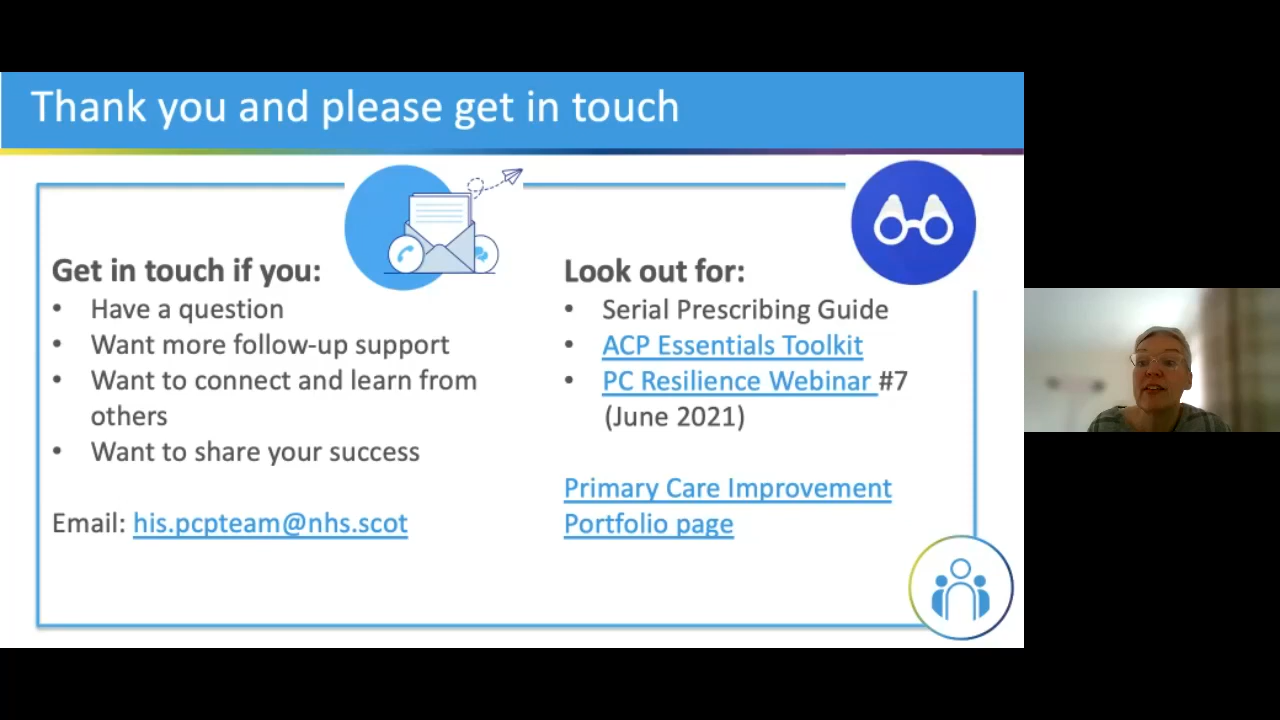 Thank you and please get in touch
Get in touch if you:
• Have a question
• Want more follow-up support
• Want to connect and learn from
others
• Want to share your success
Email: his.pcpteam@nhs.scot
Look out for:
• Serial Prescribing Guide
• ACP Essentials Toolkit
• PC Resilience Webinar #7
(June 2021)
Primary Care Improvement
Portfolio page